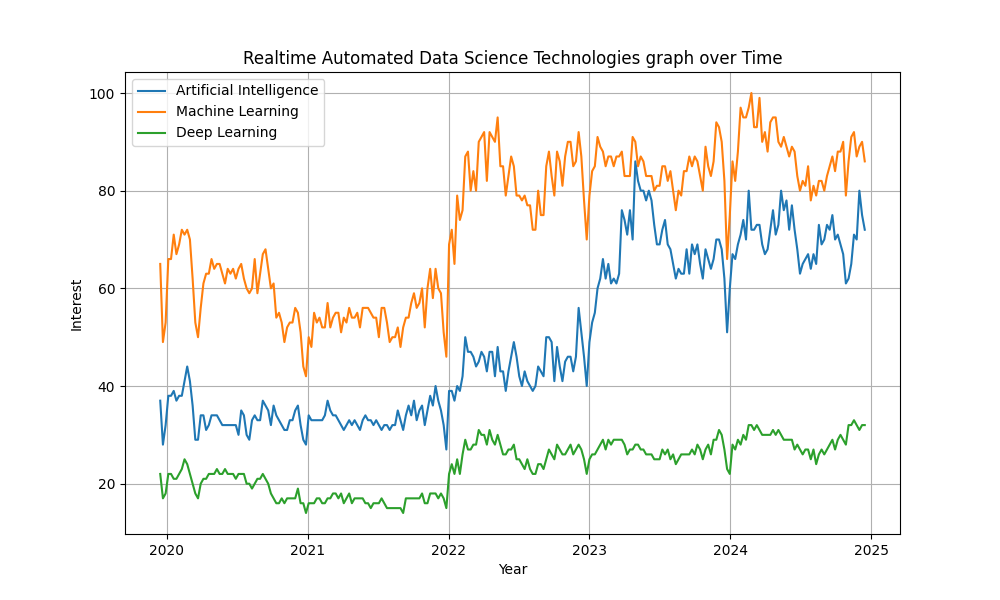 Realtime Automated Data Science Technologies graph over Time
Artificial Intelligence
Machine Learning
Deep Learning
100
80
60
40
20
Interest
2020 2021 2022 2023 2024 2025
Year